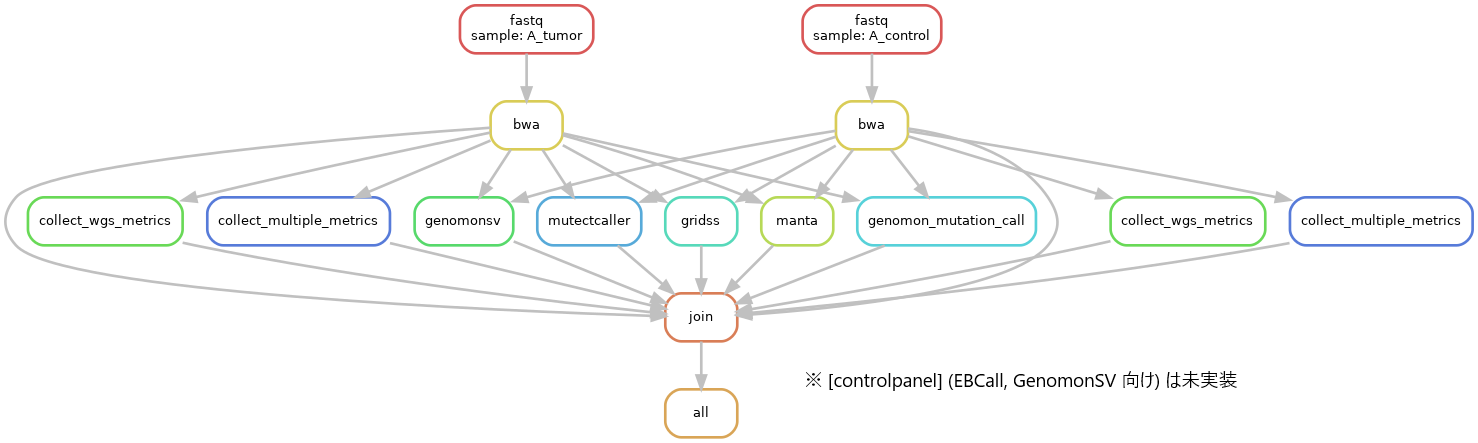 fastq
sample: A_tumor
fastq
sample: A_control
bwa
bwa
collect_wgs_metrics
collect_multiple_metrics
genomonsv
mutectcaller
gridss
manta
genomon_mutation_call
collect_wgs_metrics
collect_multiple_metrics
join
※ [controlpanel] (EBCall, GenomonSV 向け) は未実装
all